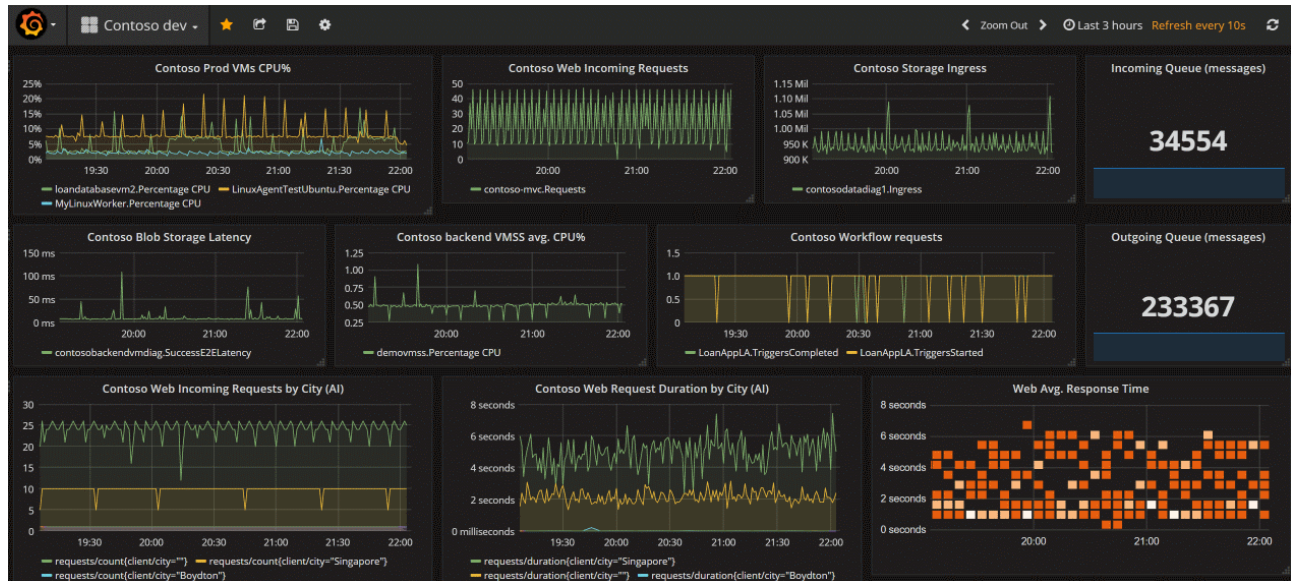 Contoso dev
Zoom Out
Last 3 hours Refresh every 10s
Contoso Prod VMs CPU%
25%
20%
15%
10%
5%
0%
19:30 20:00 20:30 21:00 21:30 22:00
loandatabasevm2.Percentage CPU LinuxAgentTestUbuntu.Percentage CPU
MyLinuxWorker.Percentage CPU
Contoso Web Incoming Requests
50
40
30
20
10
0
20:00 21:00 22:00
contoso-mvc.Requests
Contoso Storage Ingress
1.15 Mil
1.10 Mil
1.05 Mil
1.00 Mil
950 K
900 K
20:00 21:00 22:00
contosodatadiag1.Ingress
Incoming Queue (messages)
34554
Contoso Blob Storage Latency
150 ms
100 ms
50 ms
0 ms
20:00 21:00 22:00
contosobackendvmdiag.SuccessE2ELatency
Contoso backend VMSS avg. CPU%
1.25
1.00
0.75
0.50
0.25
20:00 21:00 22:00
demovmss.Percentage CPU
Contoso Workflow requests
1.5
1.0
0.5
0
19:30 20:00 20:30 21:00 21:30 22:00
LoanAppLA.TriggersCompleted LoanAppLA.TriggersStarted
Outgoing Queue (messages)
233367
Contoso Web Incoming Requests by City (AI)
30
25
20
15
10
5
0
19:30 20:00 20:30 21:00 21:30 22:00
requests/count{client/city=""} requests/count{client/city="Singapore"}
requests/count{client/city="Boydton"}
Contoso Web Request Duration by City (AI)
8 seconds
6 seconds
4 seconds
2 seconds
0 milliseconds
19:30 20:00 20:30 21:00 21:30 22:00
requests/duration{client/city="Singapore"}
requests/duration{client/city=""} requests/duration{client/city="Boydton"}
Web Avg. Response Time
8 seconds
6 seconds
4 seconds
2 seconds
0 seconds
20:00 21:00 22:00